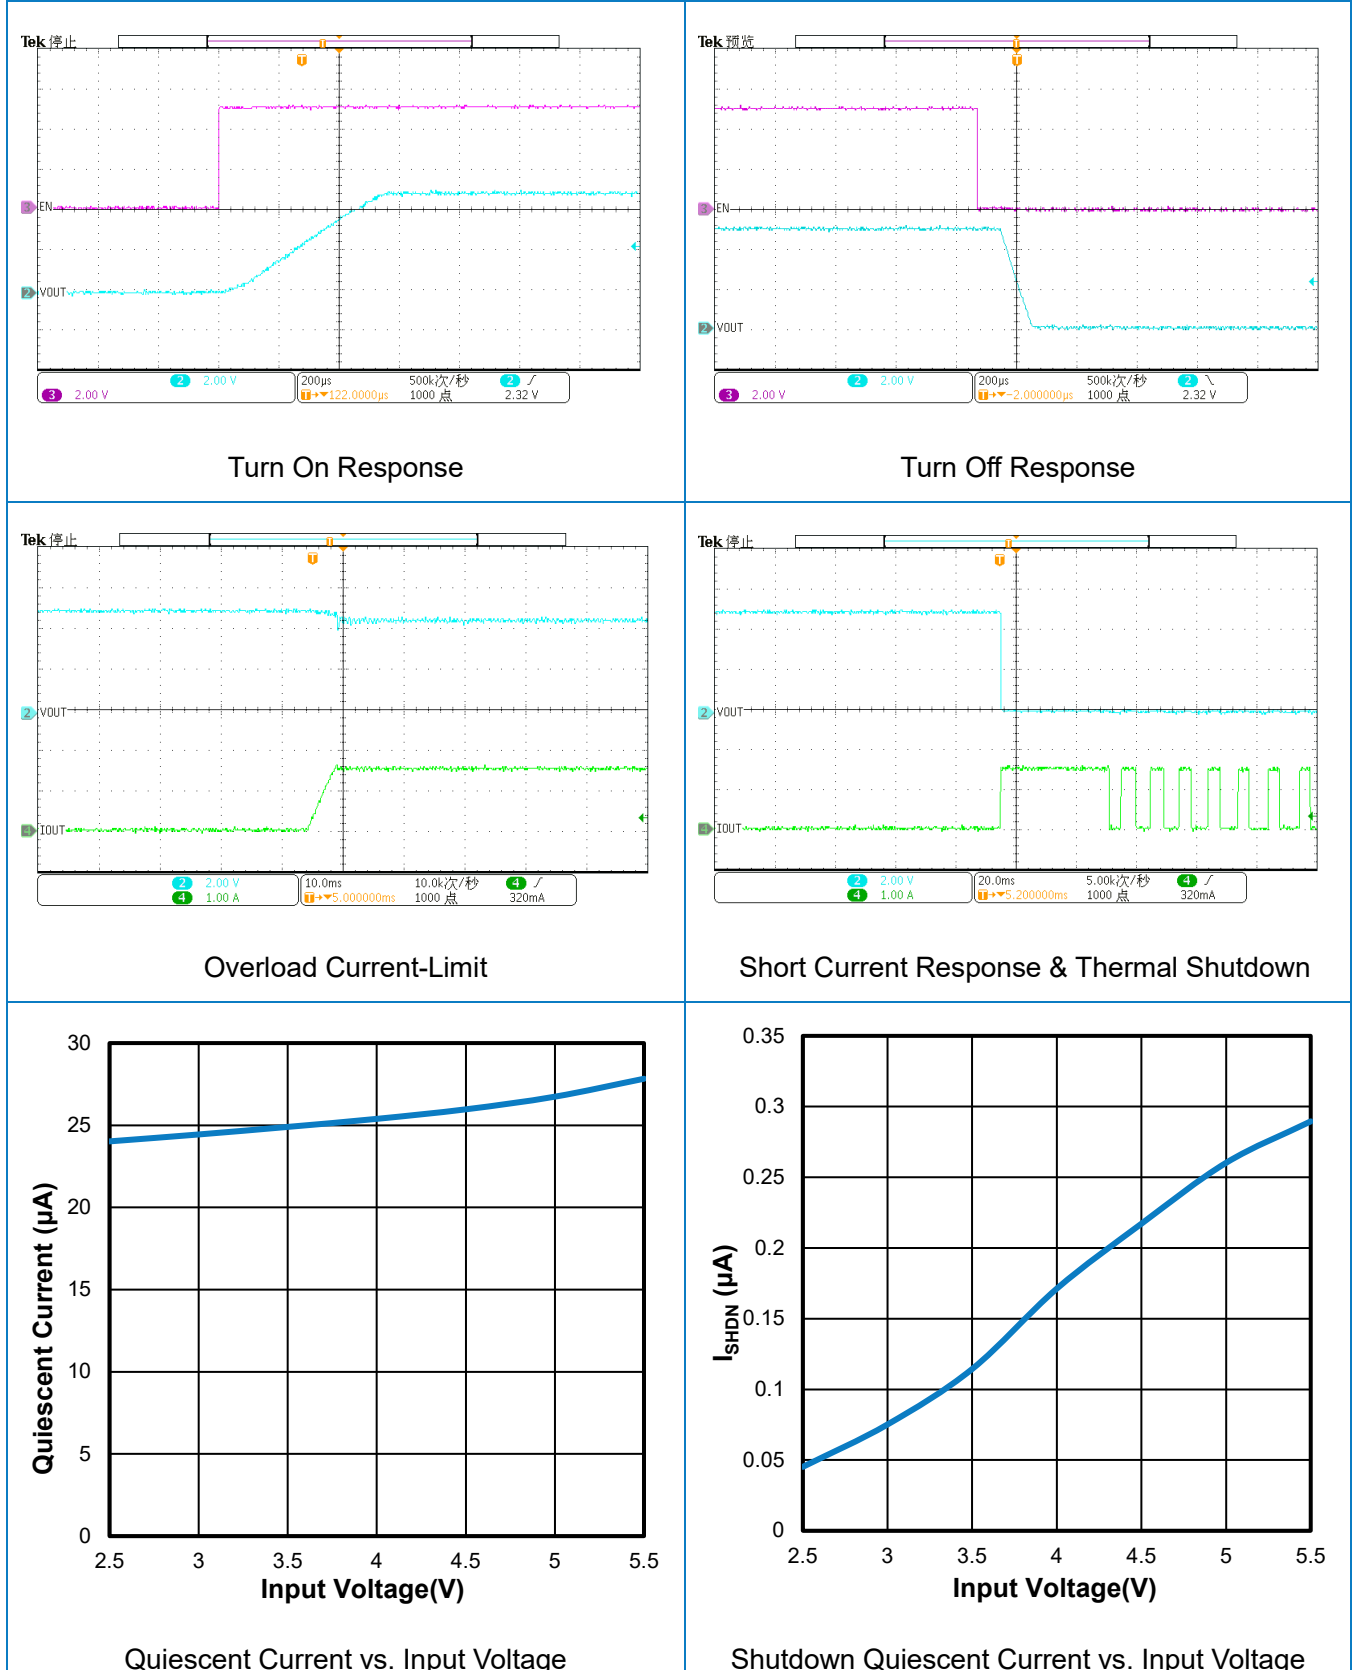 Tek 停止
T
T
3 EN
2 VOUT
2 2.00 V
3 2.00 V
200µs 500k次/秒 2
T→▼122.0000µs 1000 点 2.32 V
Turn On Response
Tek 预览
T
T
3 EN
2 VOUT
2 2.00 V
3 2.00 V
200µs 500k次/秒 2
T→▼-2.000000µs 1000 点 2.32 V
Turn Off Response
Tek 停止
T
T
2 VOUT
4 IOUT
2 2.00 V
4 1.00 A
10.0ms 10.0k次/秒 4
T→▼5.000000ms 1000 点 320mA
Overload Current-Limit
Tek 停止
T
T
2 VOUT
4 IOUT
2 2.00 V
4 1.00 A
20.0ms 5.00k次/秒 4
T→▼5.200000ms 1000 点 320mA
Short Current Response & Thermal Shutdown
30
25
20
15
10
5
0
Quiescent Current (µA)
2.5 3 3.5 4 4.5 5 5.5
Input Voltage(V)
Quiescent Current vs. Input Voltage
0.35
0.3
0.25
0.2
0.15
0.1
0.05
0
ISHDN (µA)
2.5 3 3.5 4 4.5 5 5.5
Input Voltage(V)
Shutdown Quiescent Current vs. Input Voltage